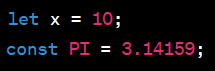 let x = 10;
const PI = 3.14159;